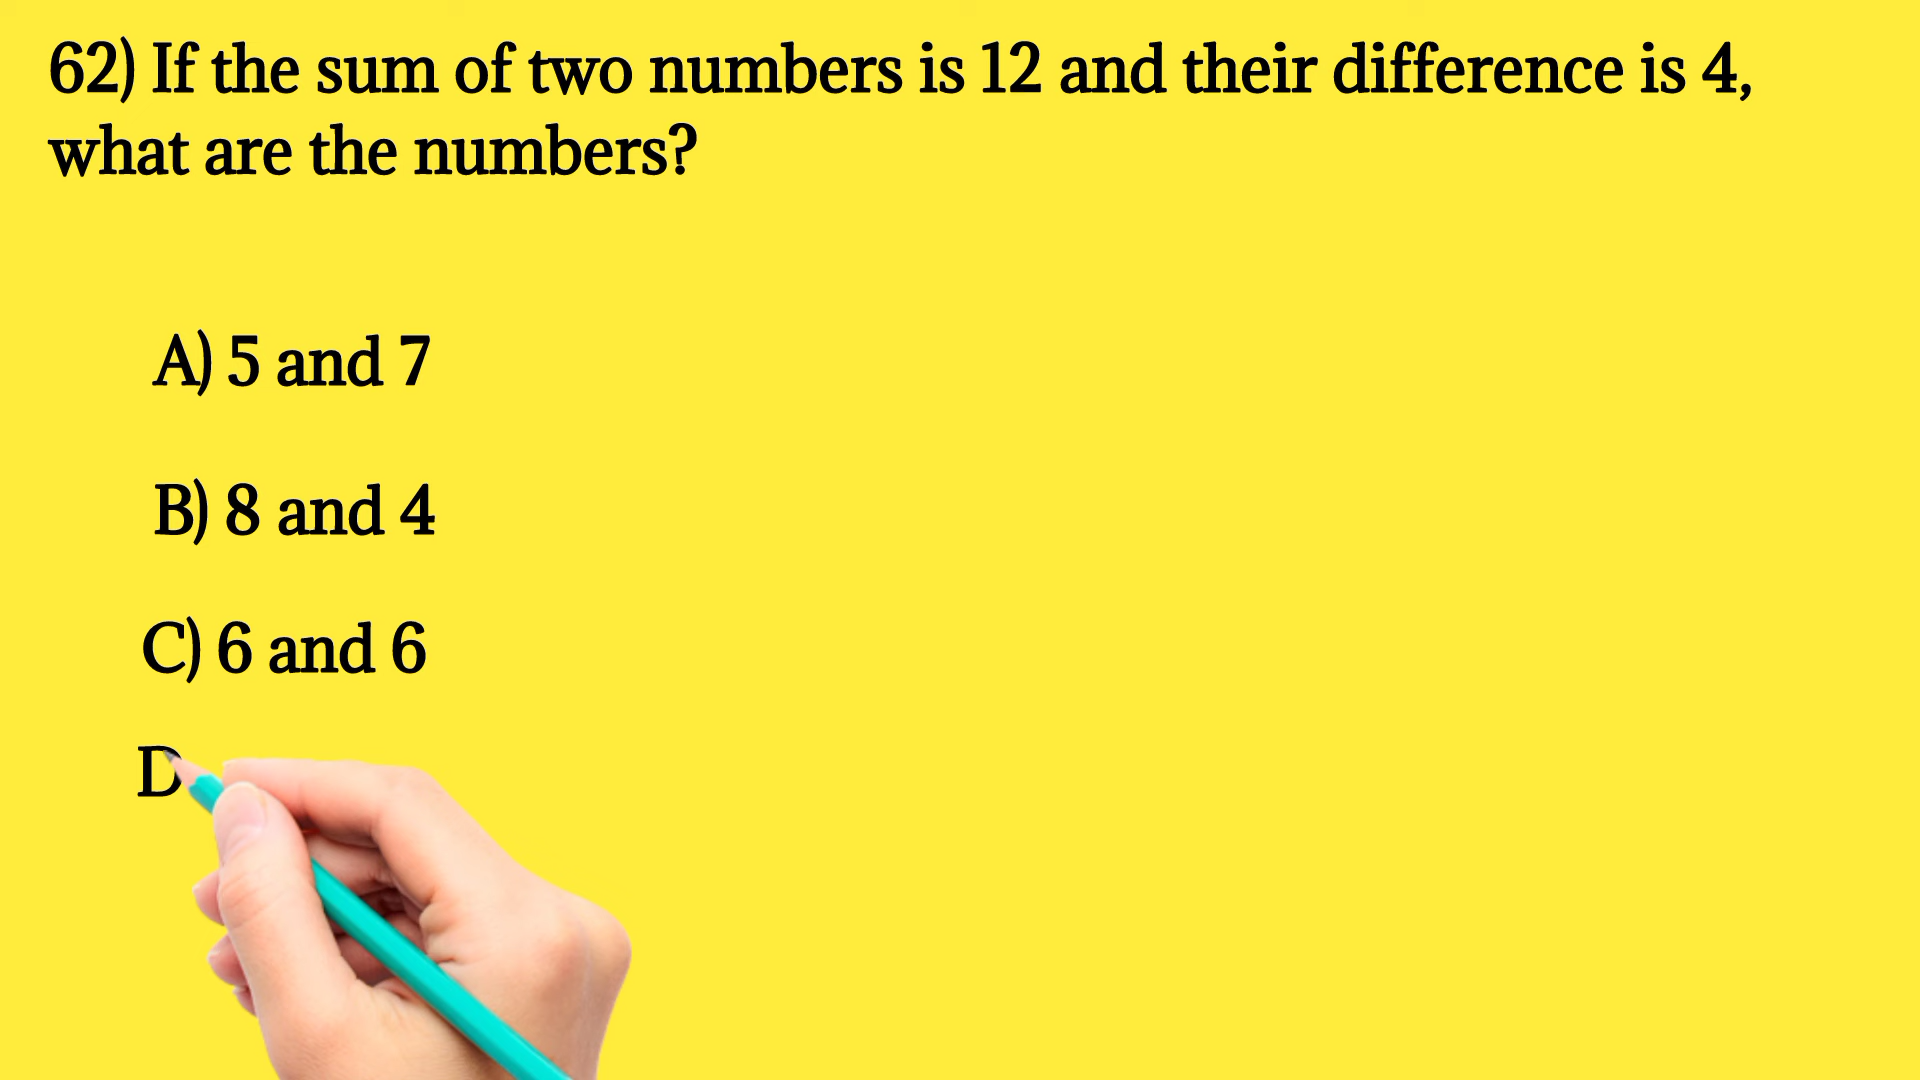 62) If the sum of two numbers is 12 and their difference is 4,
what are the numbers?
A) 5 and 7
B) 8 and 4
C) 6 and 6
D